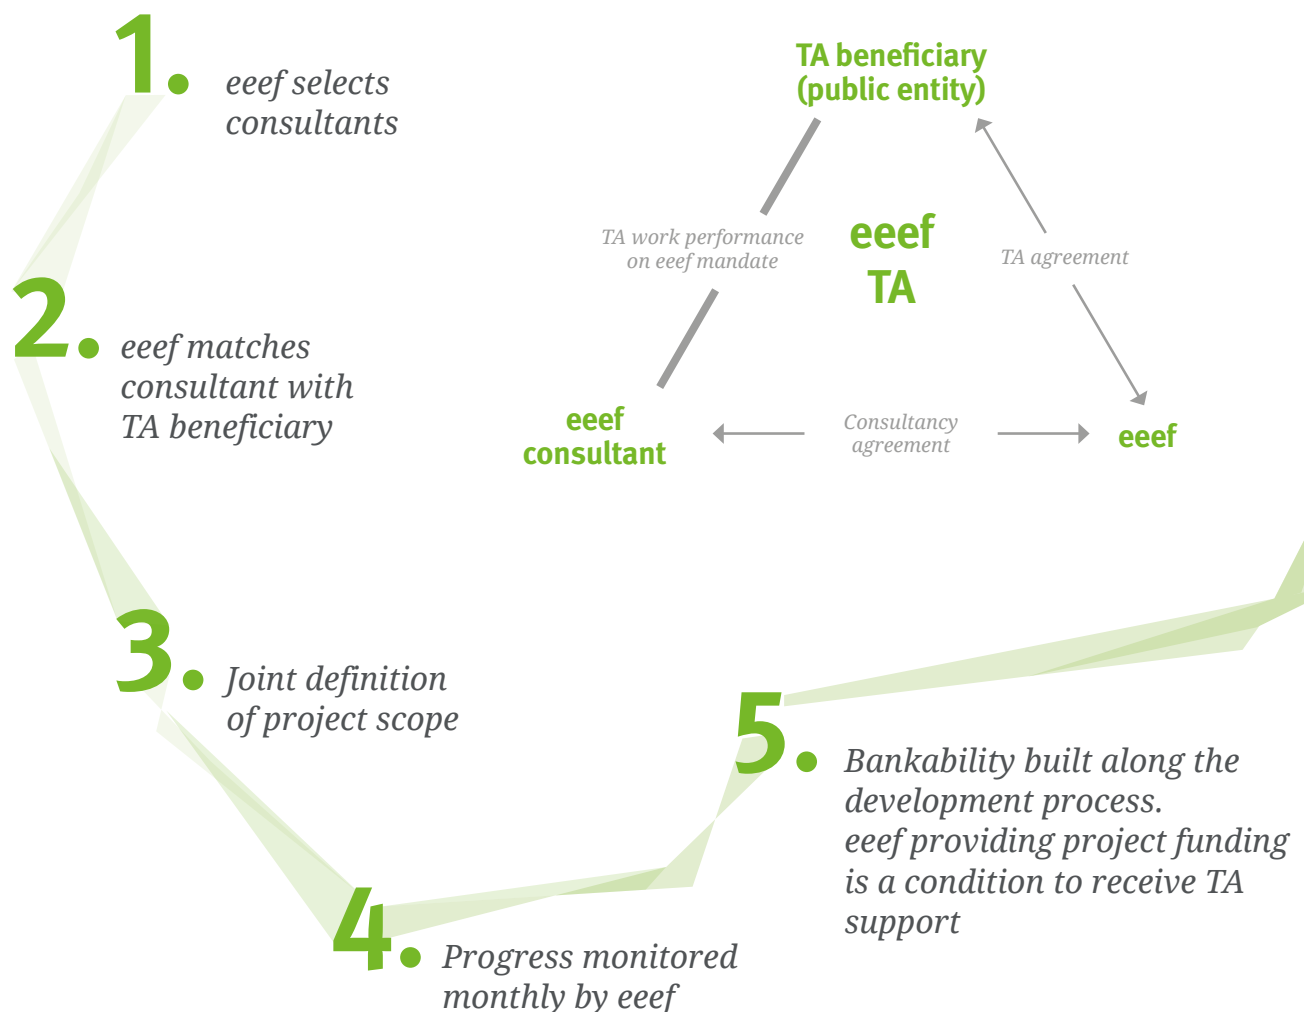 1.
eeef selects
consultants
TA beneficiary
(public entity)
TA work performance
on eeef mandate
eeef
TA
TA agreement
eeef
consultant
Consultancy
agreement
eeef
2.
eeef matches
consultant with
TA beneficiary
3.
Joint definition
of project scope
4.
Progress monitored
monthly by eeef
5.
Bankability built along the
development process.
eeef providing project funding
is a condition to receive TA
support